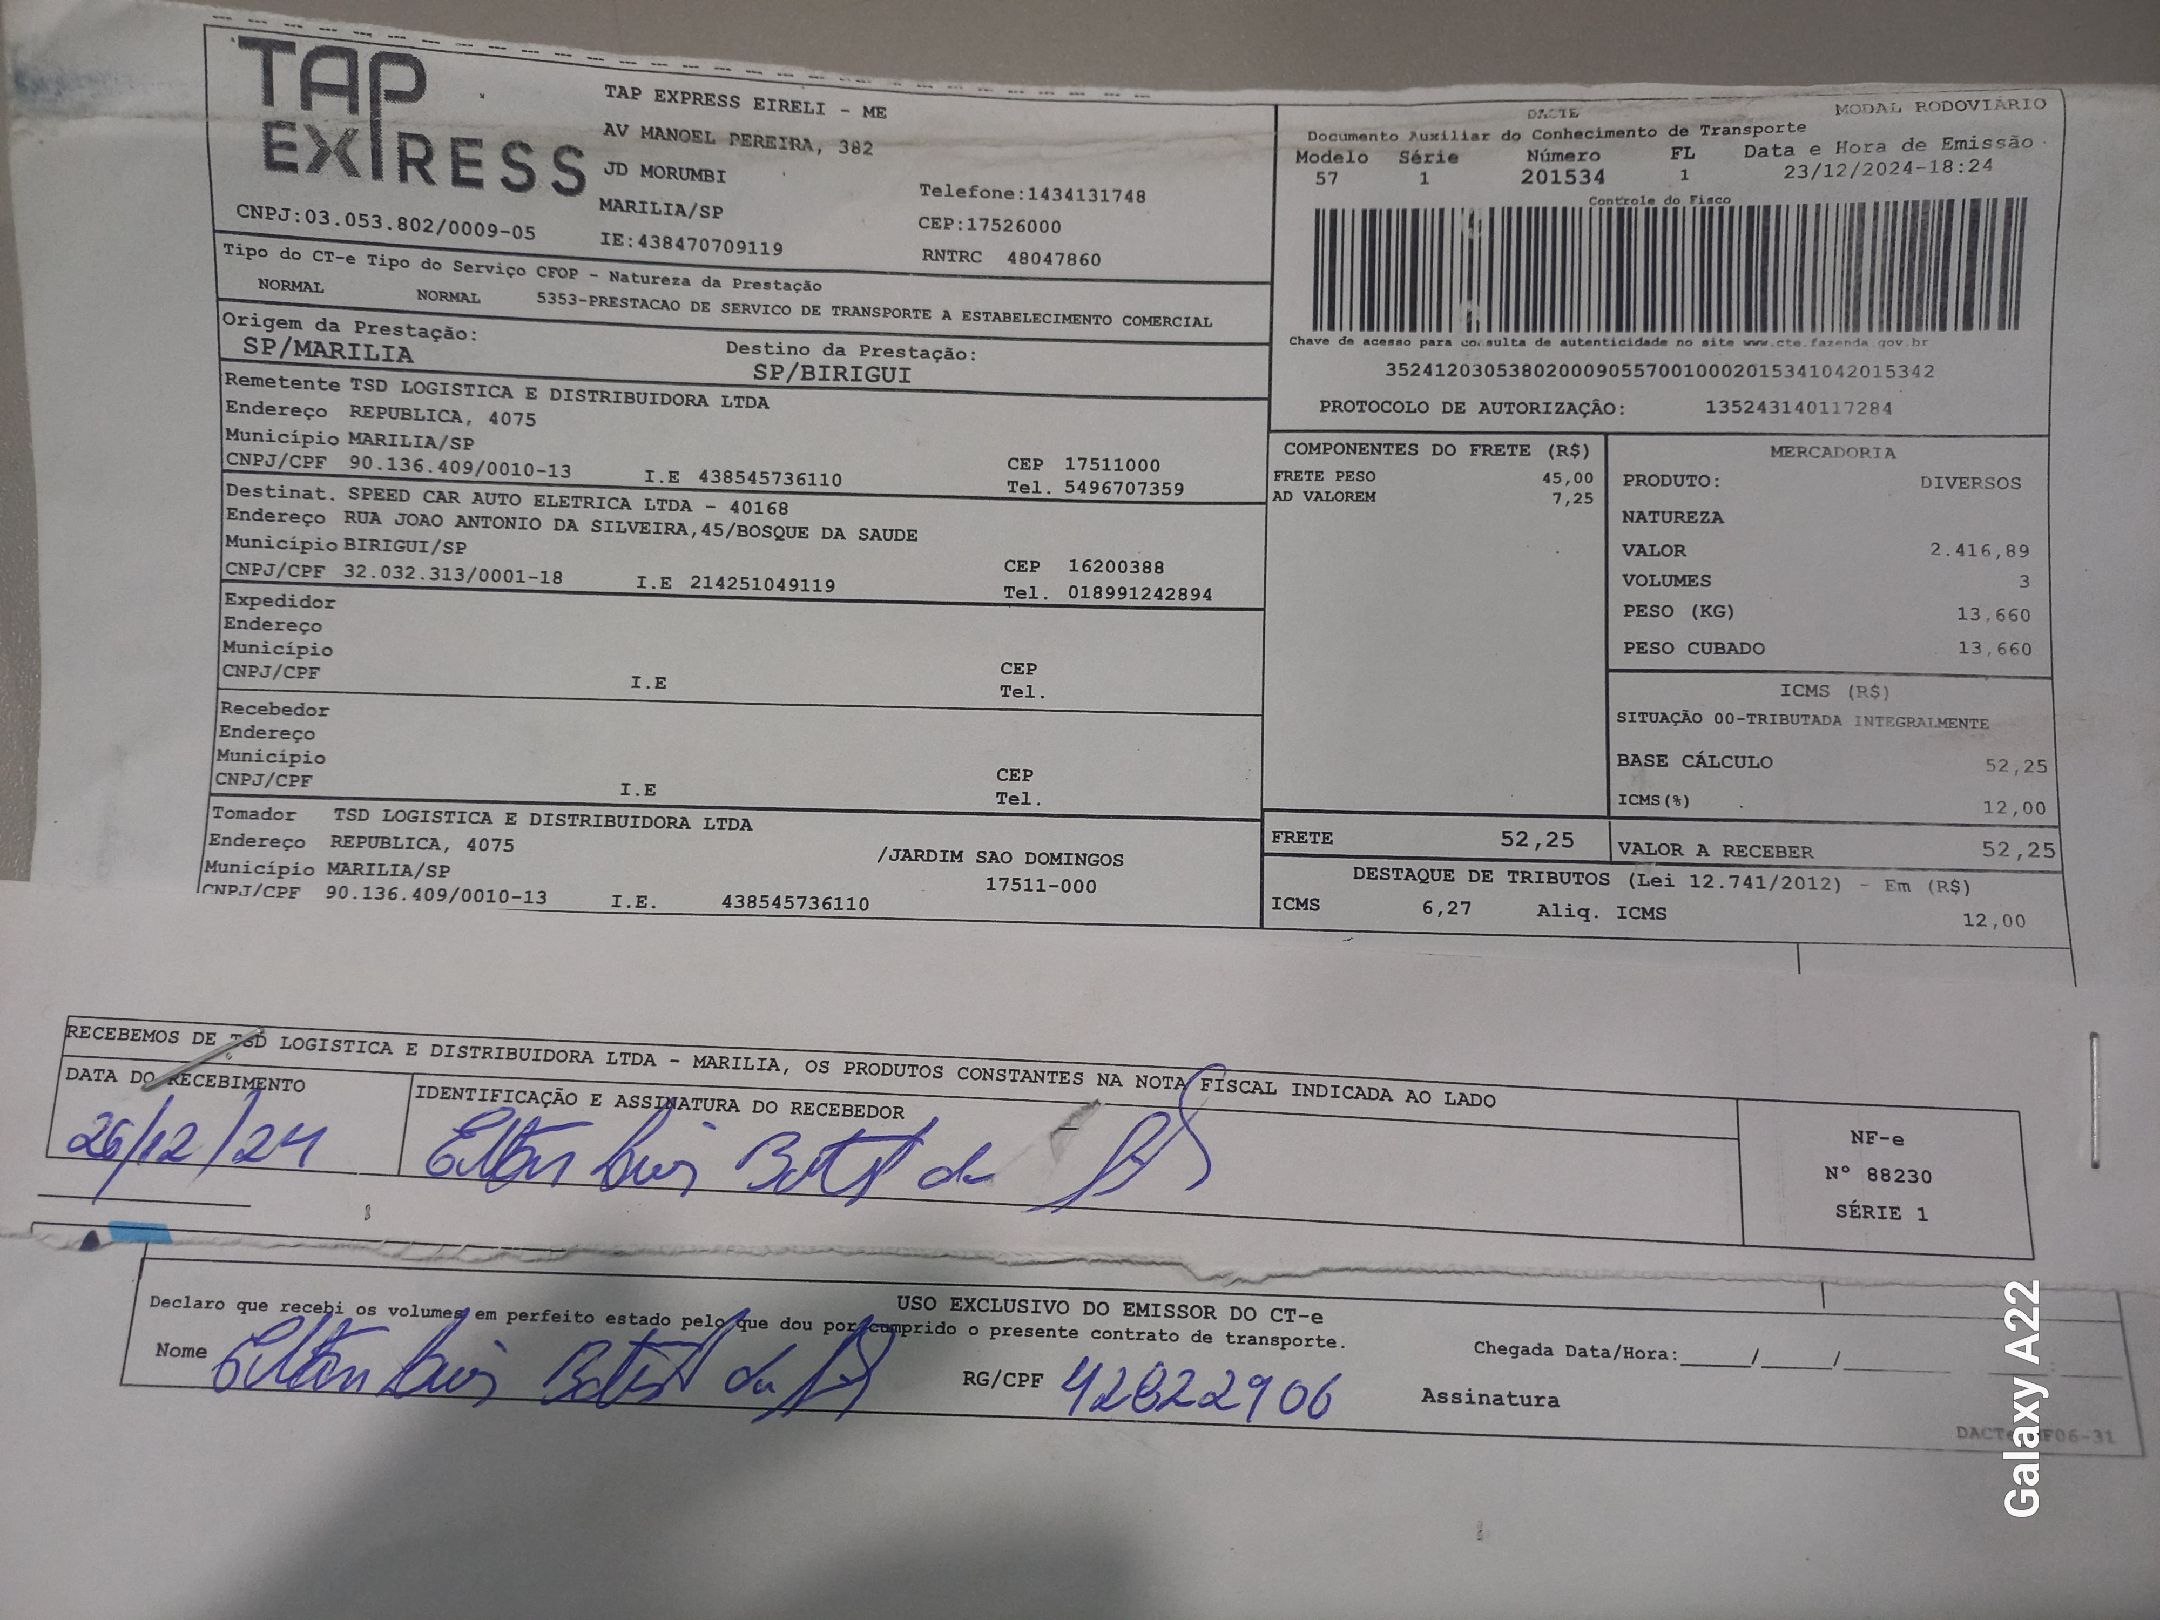 TAP EXPRESS
TAP EXPRESS EIRELI - ME
AV MANOEL PEREIRA, 382
JD MORUMBI
MARILIA/SP
IE:438470709119
Telefone:1434131748
CEP:17526000
RNTRC 48047860
CNPJ:03.053.802/0009-05
Tipo do CT-e Tipo do Serviço CFOP - Natureza da Prestação
NORMAL NORMAL 5353-PRESTACAO DE SERVICO DE TRANSPORTE A ESTABELECIMENTO COMERCIAL
Origem da Prestação:
SP/MARILIA
Destino da Prestação:
SP/BIRIGUI
Remetente TSD LOGISTICA E DISTRIBUIDORA LTDA
Endereço REPUBLICA, 4075
Município MARILIA/SP
CEP 17511000
CNPJ/CPF 90.136.409/0010-13 I.E 438545736110 Tel. 5496707359
Destinat. SPEED CAR AUTO ELETRICA LTDA - 40168
Endereço RUA JOAO ANTONIO DA SILVEIRA,45/BOSQUE DA SAUDE
Município BIRIGUI/SP
CEP 16200388
CNPJ/CPF 32.032.313/0001-18 I.E 214251049119 Tel. 018991242894
Expedidor
Endereço
Município
CEP
CNPJ/CPF I.E Tel.
Recebedor
Endereço
Município
CEP
CNPJ/CPF I.E Tel.
Tomador TSD LOGISTICA E DISTRIBUIDORA LTDA
Endereço REPUBLICA, 4075 /JARDIM SAO DOMINGOS
Município MARILIA/SP 17511-000
CNPJ/CPF 90.136.409/0010-13 I.E. 438545736110
DACTE MODAL RODOVIÁRIO
Documento Auxiliar do Conhecimento de Transporte
Modelo Série Número FL Data e Hora de Emissão
57 1 201534 1 23/12/2024-18:24
Controle do Fisco
Chave de acesso para consulta de autenticidade no site www.cte.fazenda.gov.br
35241203053802000905570010002015341042015342
PROTOCOLO DE AUTORIZAÇÃO: 135243140117284
COMPONENTES DO FRETE (R$)
FRETE PESO 45,00
AD VALOREM 7,25
MERCADORIA
PRODUTO: DIVERSOS
NATUREZA
VALOR 2.416,89
VOLUMES 3
PESO (KG) 13,660
PESO CUBADO 13,660
ICMS (R$)
SITUAÇÃO 00-TRIBUTADA INTEGRALMENTE
BASE CÁLCULO 52,25
ICMS(%) 12,00
FRETE 52,25 VALOR A RECEBER 52,25
DESTAQUE DE TRIBUTOS (Lei 12.741/2012) - Em (R$)
ICMS 6,27 Aliq. ICMS 12,00
RECEBEMOS DE TSD LOGISTICA E DISTRIBUIDORA LTDA - MARILIA, OS PRODUTOS CONSTANTES NA NOTA FISCAL INDICADA AO LADO
DATA DO RECEBIMENTO
26/12/24
IDENTIFICAÇÃO E ASSINATURA DO RECEBEDOR
Elton Luis Batist da
NF-e
Nº 88230
SÉRIE 1
USO EXCLUSIVO DO EMISSOR DO CT-e
Declaro que recebi os volumes em perfeito estado pelo que dou por cumprido o presente contrato de transporte.
Nome Elton Luis Batist da
RG/CPF 42822906
Chegada Data/Hora:_____/_____/_____
Assinatura
Galaxy A22